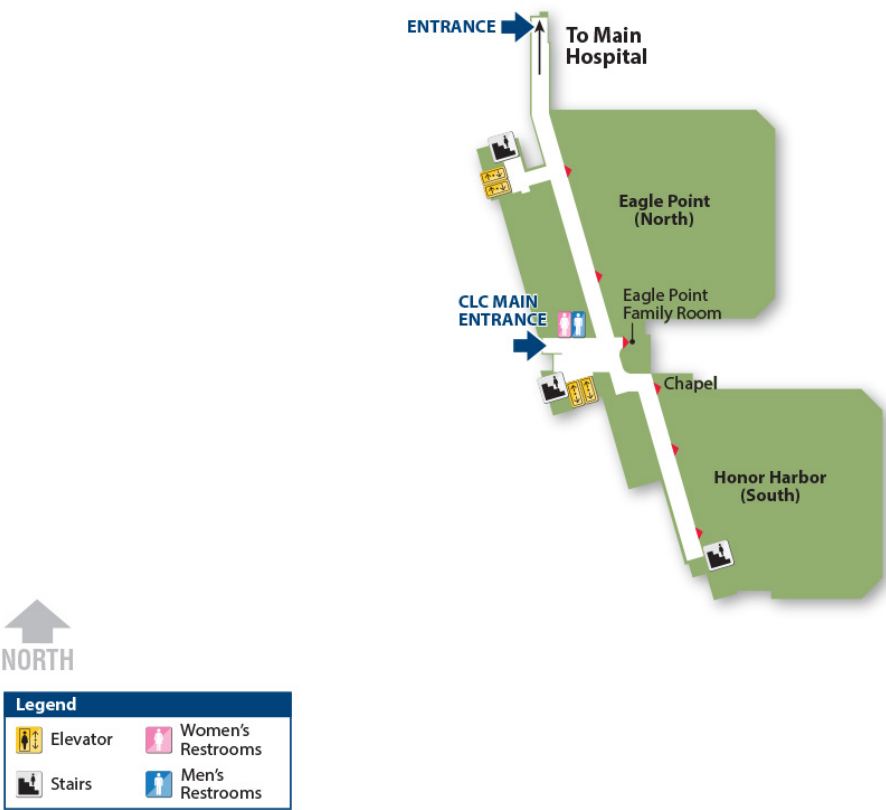 ENTRANCE
To Main
Hospital
Eagle Point
(North)
CLC MAIN
ENTRANCE
Eagle Point
Family Room
Chapel
Honor Harbor
(South)
NORTH
Legend
Elevator
Women's
Restrooms
Stairs
Men's
Restrooms